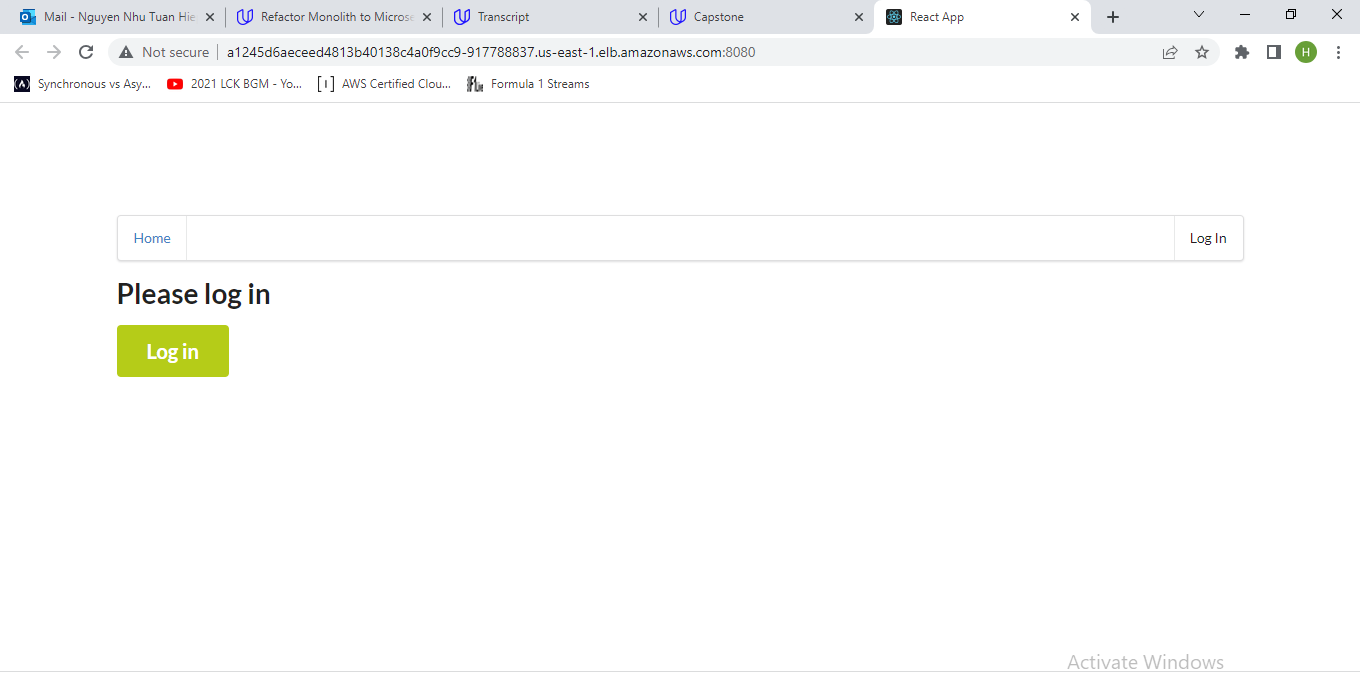 Mail - Nguyen Nhu Tuan Hie
Refactor Monolith to Microse
Transcript
Capstone
React App
Not secure
a1245d6aeceed4813b40138c4a0f9cc9-917788837.us-east-1.elb.amazonaws.com:8080
H
Synchronous vs Asy...
2021 LCK BGM - Yo...
AWS Certified Clou...
Formula 1 Streams
Home
Log In
Please log in
Log in
Activate Windows